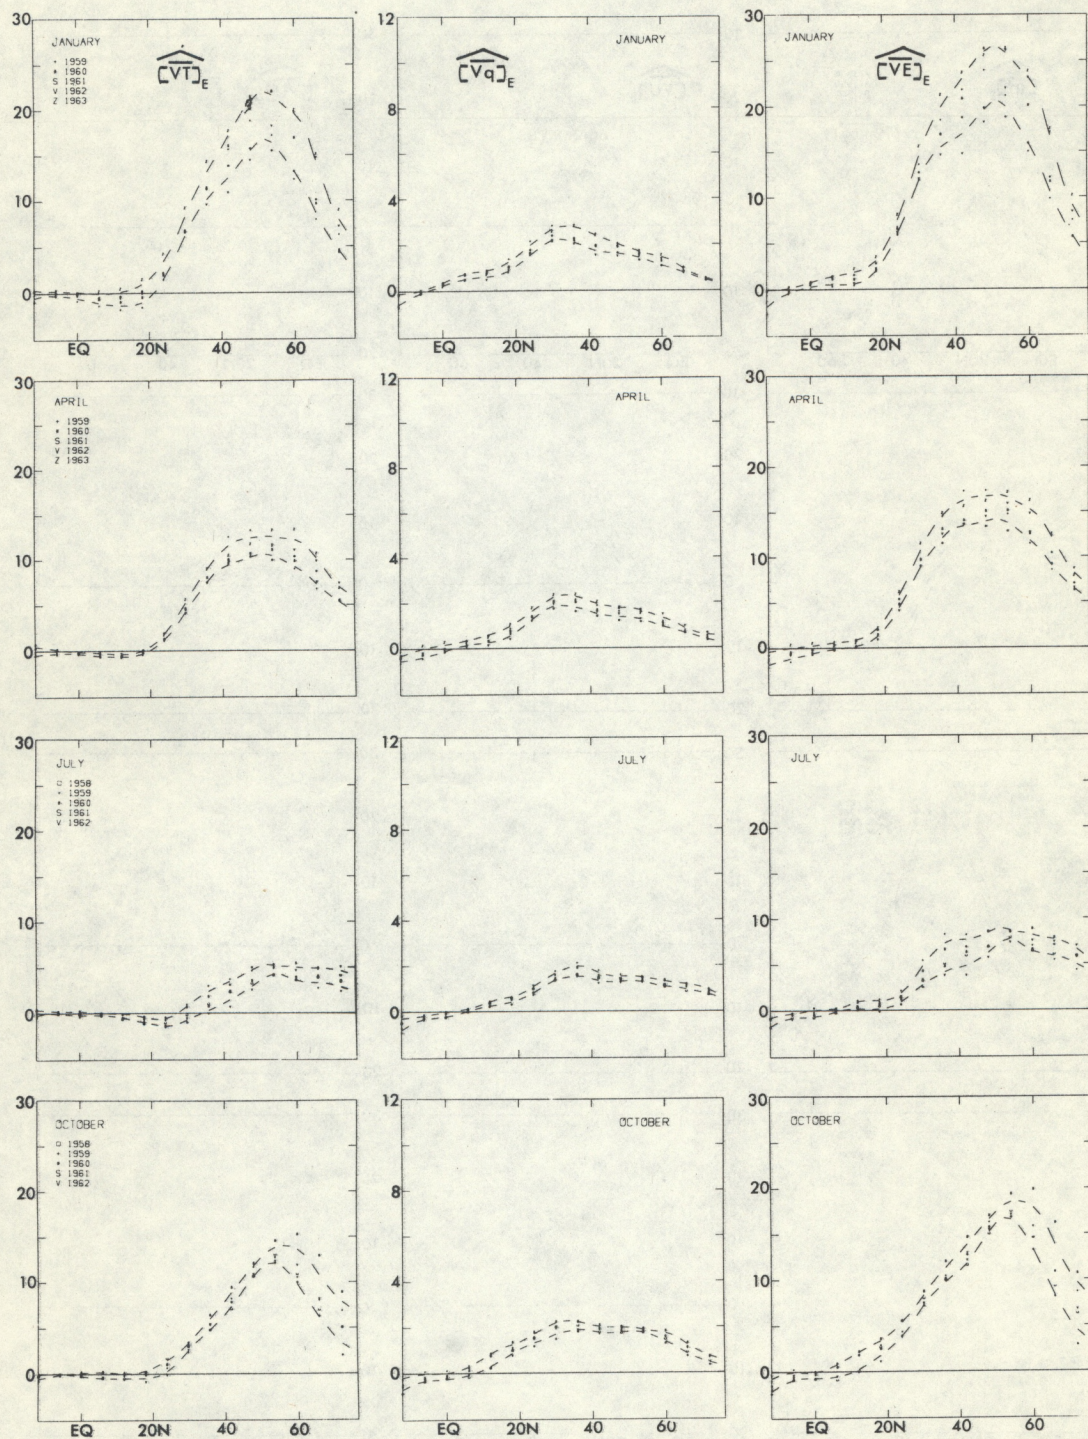 30
20
10
0
JANUARY
· 1959
* 1960
S 1961
V 1962
Z 1963
[VT]E
EQ 20N 40 60
12
8
4
0
JANUARY
[Vq]E
EQ 20N 40 60
30
20
10
0
JANUARY
[VE]E
EQ 20N 40 60
30
20
10
0
APRIL
· 1959
* 1960
S 1961
V 1962
Z 1963
12
8
4
0
APRIL
30
20
10
0
APRIL
30
20
10
0
JULY
□ 1958
· 1959
* 1960
S 1961
V 1962
12
8
4
0
JULY
30
20
10
0
JULY
30
20
10
0
OCTOBER
□ 1958
· 1959
* 1960
S 1961
V 1962
EQ 20N 40 60
12
8
4
0
OCTOBER
EQ 20N 40 60
30
20
10
0
OCTOBER
EQ 20N 40 60